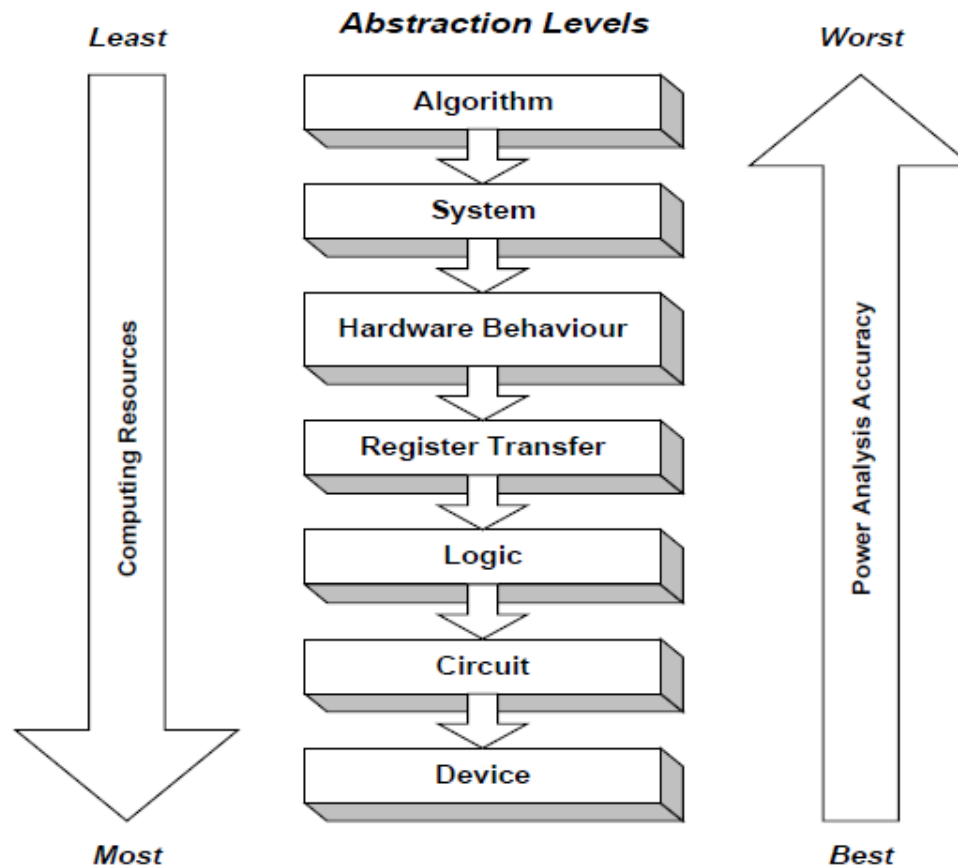 Abstraction Levels
Least
Worst
Algorithm
System
Hardware Behaviour
Register Transfer
Logic
Circuit
Device
Computing Resources
Power Analysis Accuracy
Most
Best